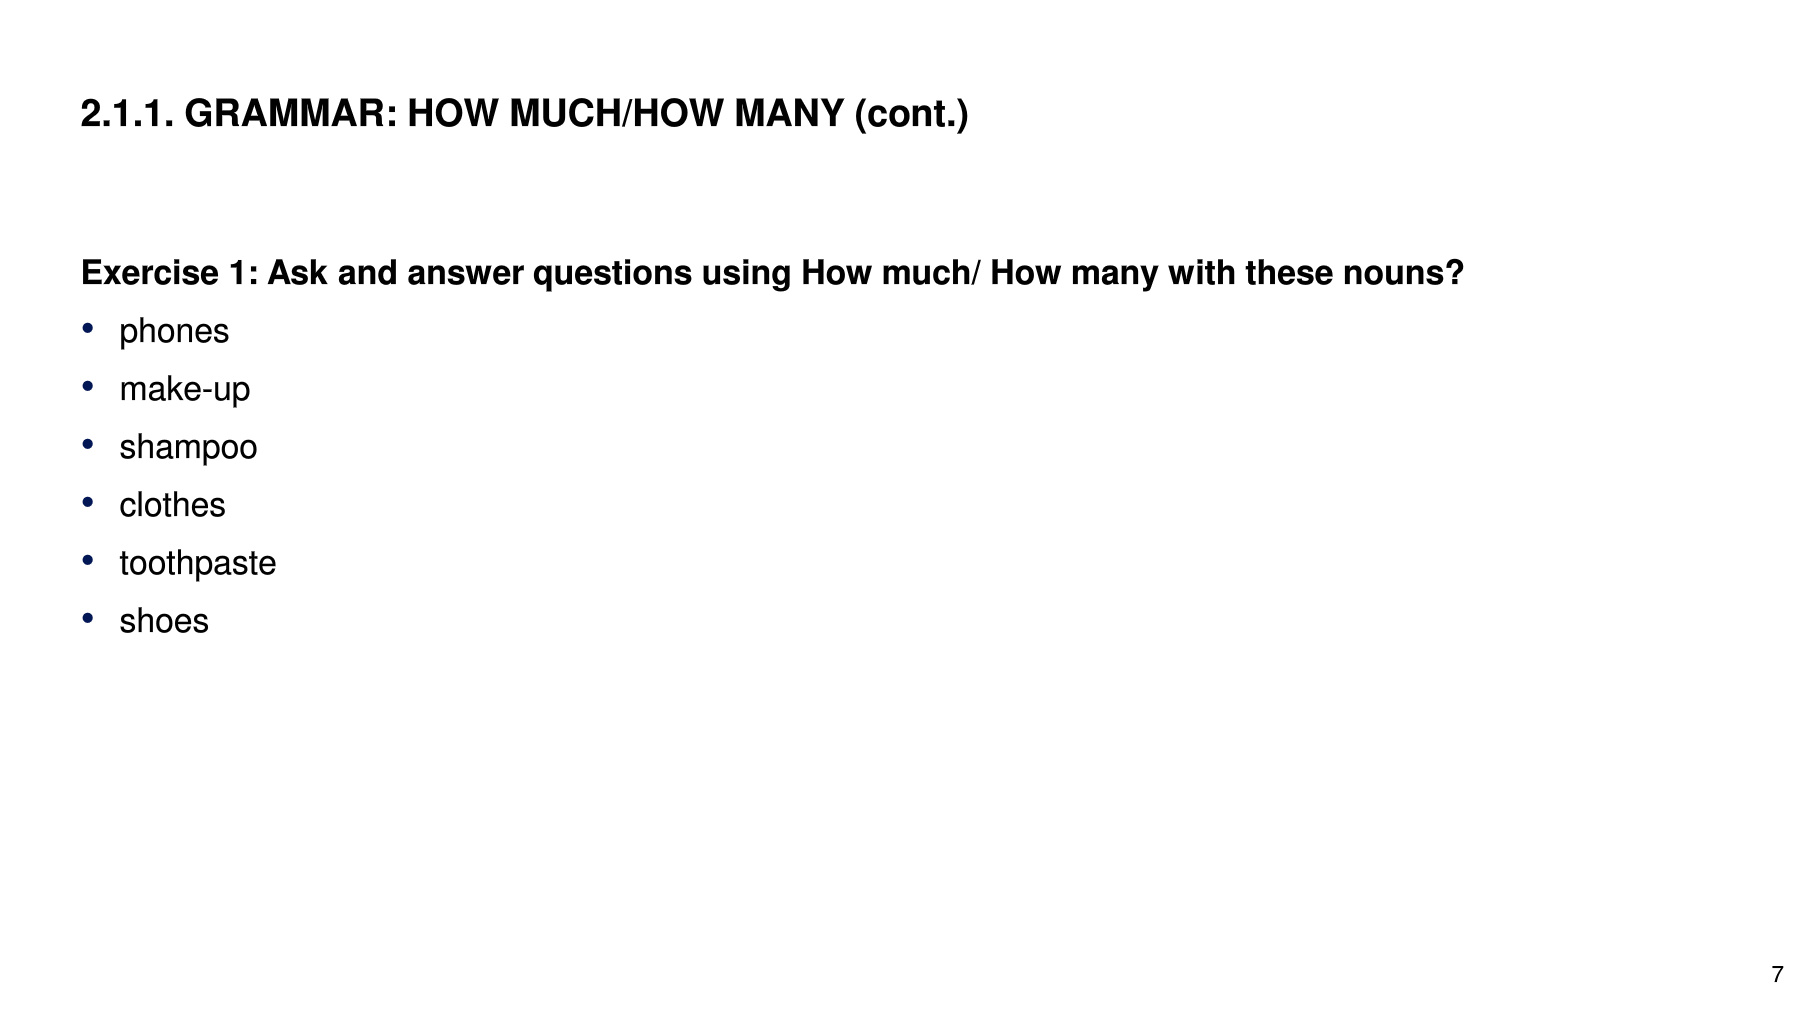 2.1.1. GRAMMAR: HOW MUCH/HOW MANY (cont.)
Exercise 1: Ask and answer questions using How much/ How many with these nouns?
• phones
• make-up
• shampoo
• clothes
• toothpaste
• shoes
7